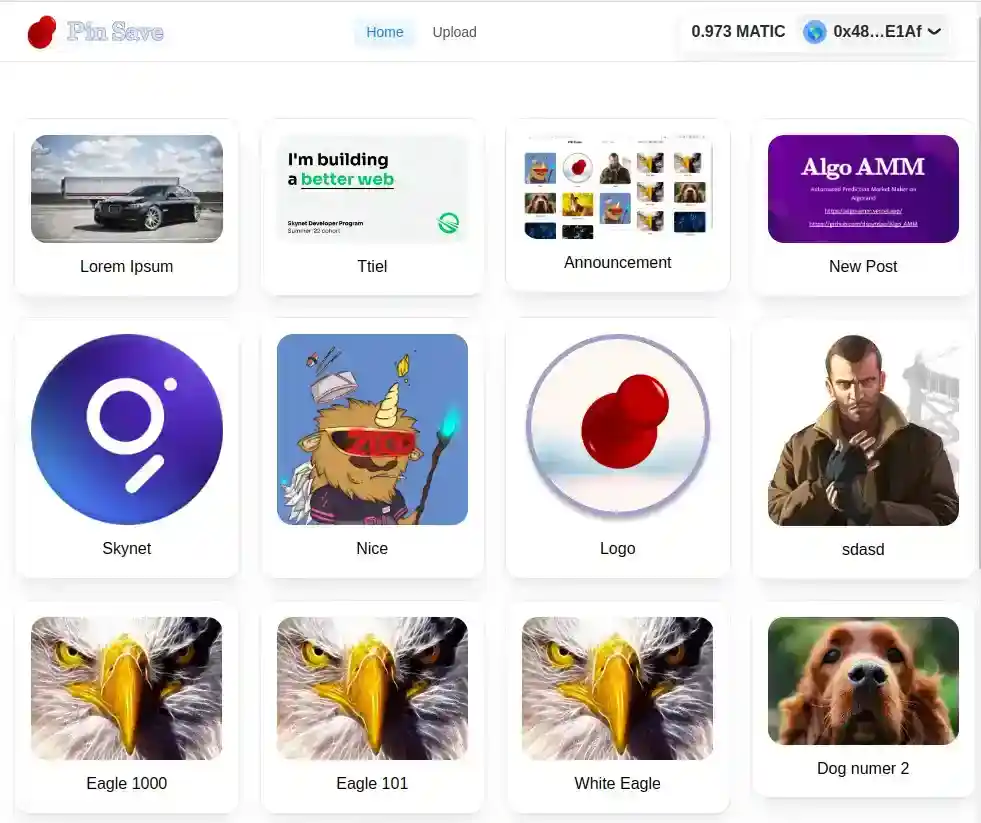 Pin Save
Home
Upload
0.973 MATIC
0x48...E1Af
I'm building
a better web
Skynet Developer Program
Summer '22 cohort
Algo AMM
Automated Prediction Market Maker on
Algorand
Lorem Ipsum
Ttiel
Announcement
New Post
Skynet
Nice
Logo
sdasd
Eagle 1000
Eagle 101
White Eagle
Dog numer 2